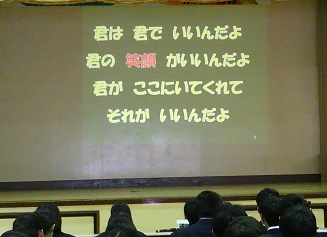 君は 君で いいんだよ
君の 笑顔 がいいんだよ
君が ここにいてくれて
それが いいんだよ